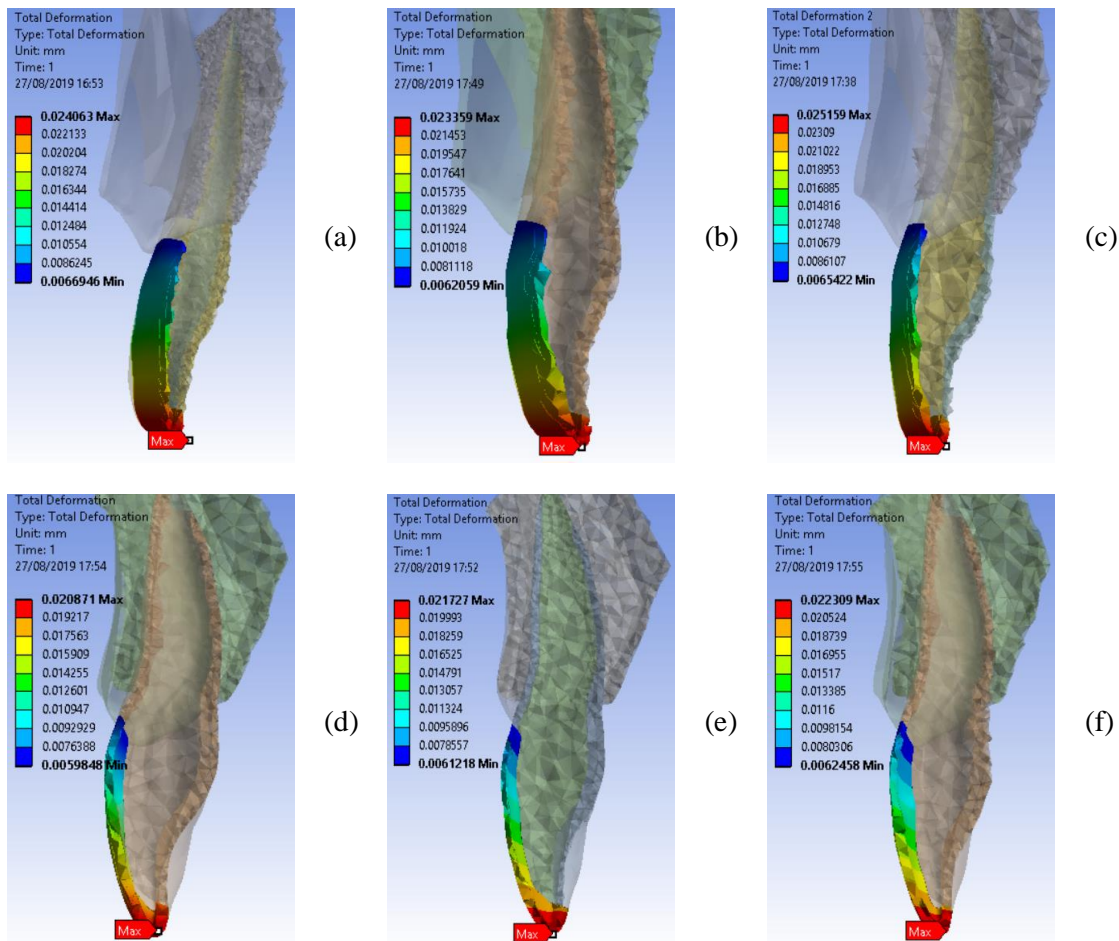 Total Deformation
Type: Total Deformation
Unit: mm
Time: 1
27/08/2019 16:53
0.024063 Max
0.022133
0.020204
0.018274
0.016344
0.014414
0.012484
0.010554
0.0086245
0.0066946 Min
Max
(a)
Total Deformation
Type: Total Deformation
Unit: mm
Time: 1
27/08/2019 17:49
0.023359 Max
0.021453
0.019547
0.017641
0.015735
0.013829
0.011924
0.010018
0.0081118
0.0062059 Min
Max
(b)
Total Deformation 2
Type: Total Deformation
Unit: mm
Time: 1
27/08/2019 17:38
0.025159 Max
0.02309
0.021022
0.018953
0.016885
0.014816
0.012748
0.010679
0.0086107
0.0065422 Min
Max
(c)
Total Deformation
Type: Total Deformation
Unit: mm
Time: 1
27/08/2019 17:54
0.020871 Max
0.019217
0.017563
0.015909
0.014255
0.012601
0.010947
0.0092929
0.0076388
0.0059848 Min
Max
(d)
Total Deformation
Type: Total Deformation
Unit: mm
Time: 1
27/08/2019 17:52
0.021727 Max
0.019993
0.018259
0.016525
0.014791
0.013057
0.011324
0.0095896
0.0078557
0.0061218 Min
Max
(e)
Total Deformation
Type: Total Deformation
Unit: mm
Time: 1
27/08/2019 17:55
0.022309 Max
0.020524
0.018739
0.016955
0.01517
0.013385
0.0116
0.0098154
0.0080306
0.0062458 Min
Max
(f)